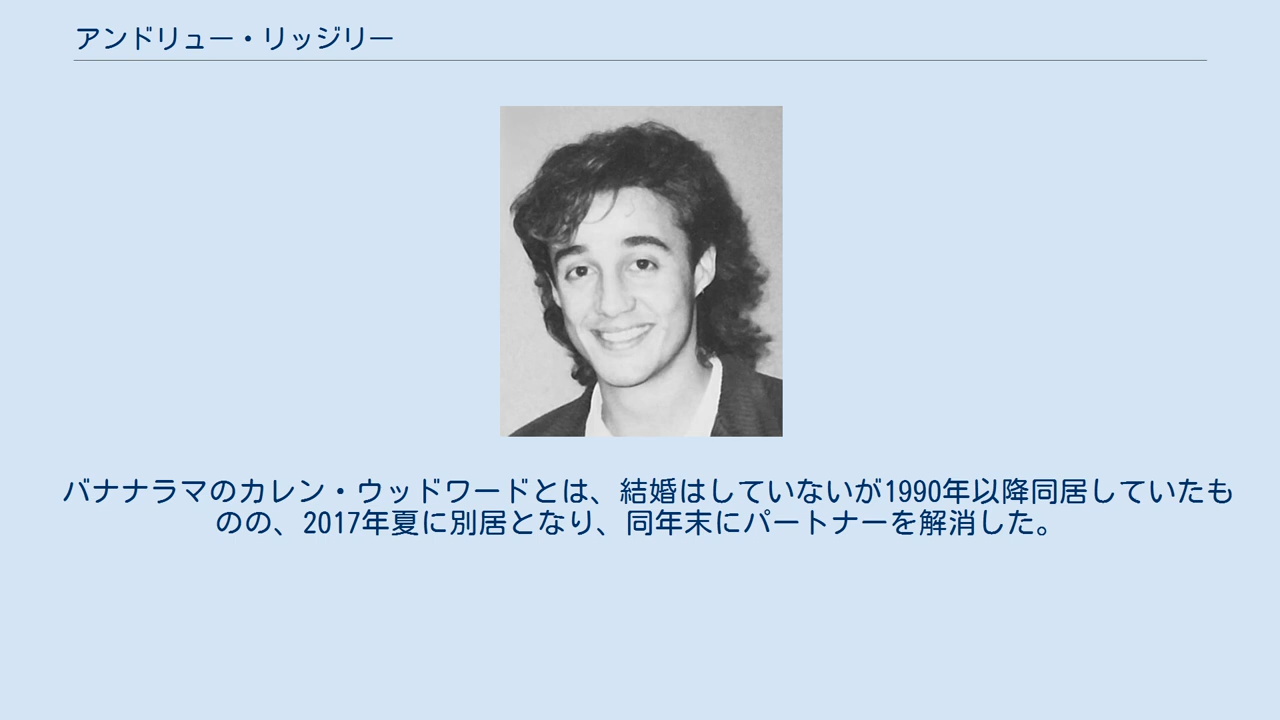 アンドリュー・リッジリー
バナナラマのカレン・ウッドワードとは、結婚はしていないが1990年以降同居していたも
のの、2017年夏に別居となり、同年末にパートナーを解消した。